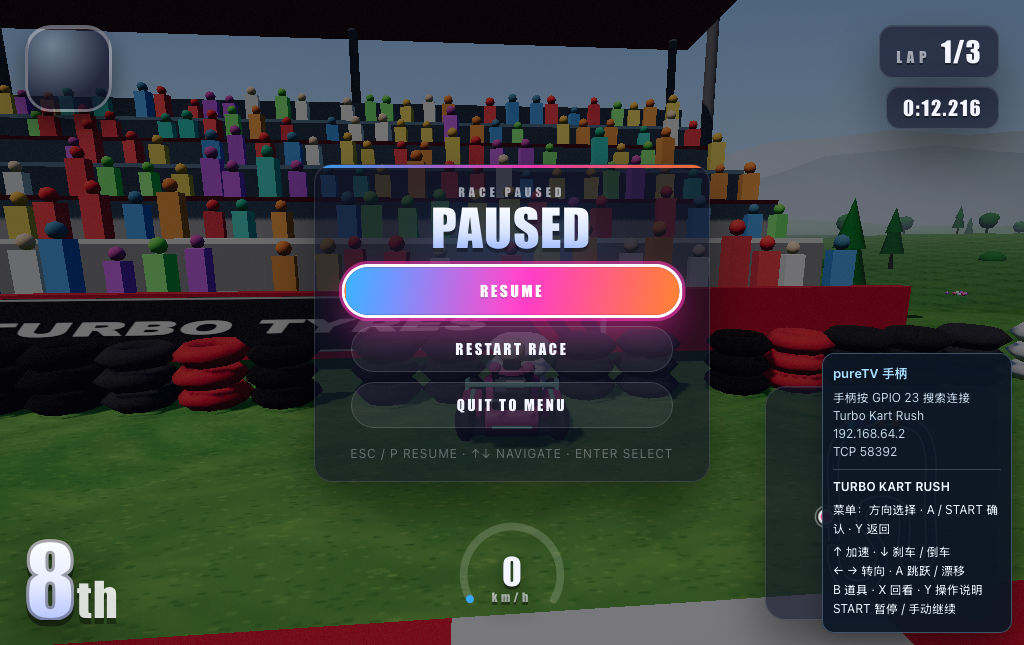 LAP 1/3
0:12.216
RACE PAUSED
PAUSED
RESUME
TURBO TYRES
RESTART RACE
QUIT TO MENU
ESC / P RESUME · ↑↓ NAVIGATE · ENTER SELECT
pureTV 手柄
手柄按 GPIO 23 搜索连接
Turbo Kart Rush
192.168.64.2
TCP 58392
TURBO KART RUSH
菜单：方向选择 · A / START 确
认 · Y 返回
↑ 加速 · ↓ 刹车 / 倒车
← → 转向 · A 跳跃 / 漂移
B 道具 · X 回看 · Y 操作说明
START 暂停 / 手动继续
8th
0
km/h